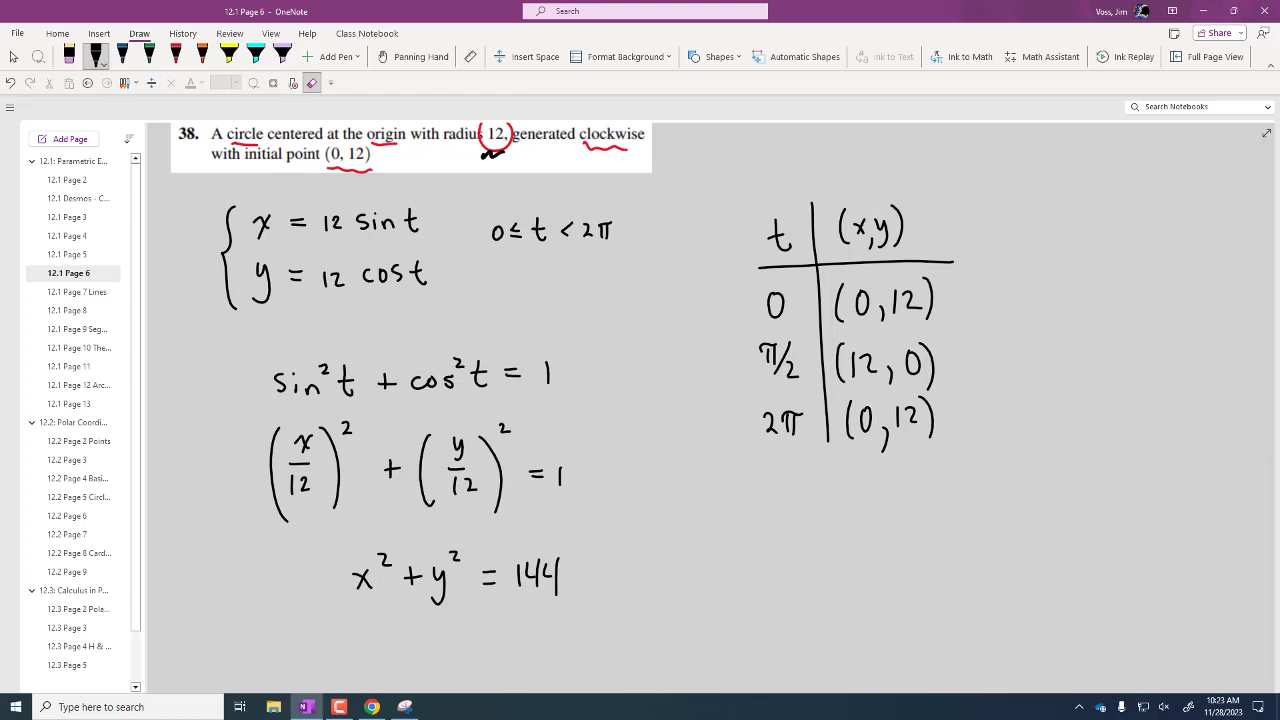 12.1 Page 6 - OneNote
Search
Voss, Jim
File Home Insert Draw History Review View Help Class Notebook
Share
Help Panning Hand Insert Space Format Background Shapes Automatic Shapes Ink to Text Ink to Math Math Assistant Ink Replay Full Page View
Search Notebooks
Add Page
12.1: Parametric E...
12.1 Page 2
12.1 Desmos - C...
12.1 Page 3
12.1 Page 4
12.1 Page 5
12.1 Page 6
12.1 Page 7 Lines
12.1 Page 8
12.1 Page 9 Seg...
12.1 Page 10 The...
12.1 Page 11
12.1 Page 12 Arc...
12.1 Page 13
12.2: Polar Coordi...
12.2 Page 2 Points
12.2 Page 3
12.2 Page 4 Basi...
12.2 Page 5 Circl...
12.2 Page 6
12.2 Page 7
12.2 Page 8 Card...
12.2 Page 9
12.3: Calculus in P...
12.3 Page 2 Pola...
12.3 Page 3
12.3 Page 4 H & ...
12.3 Page 5
38. A circle centered at the origin with radius 12, generated clockwise
with initial point (0, 12)
x = 12 sin t 0 ≤ t < 2π
y = 12 cos t
sin² t + cos² t = 1
(x/12)² + (y/12)² = 1
x² + y² = 144
t (x,y)
0 (0,12)
π/2 (12,0)
2π (0,12)
Type here to search
10:23 AM
11/28/2023